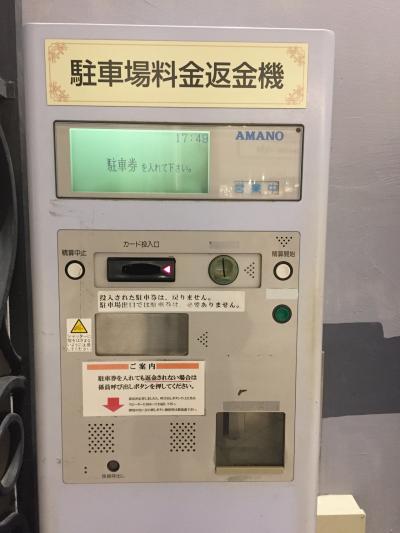 駐車場料金返金機
17:49
AMANO
駐車券を入れて下さい。
営業中
精算中止
カード投入口
精算開始
投入された駐車券は、戻りません。
駐車場出口では駐車券は、必要ありません。
ご案内
駐車券を入れても返金されない場合は
係員呼び出しボタンを押してください。
係員呼出し